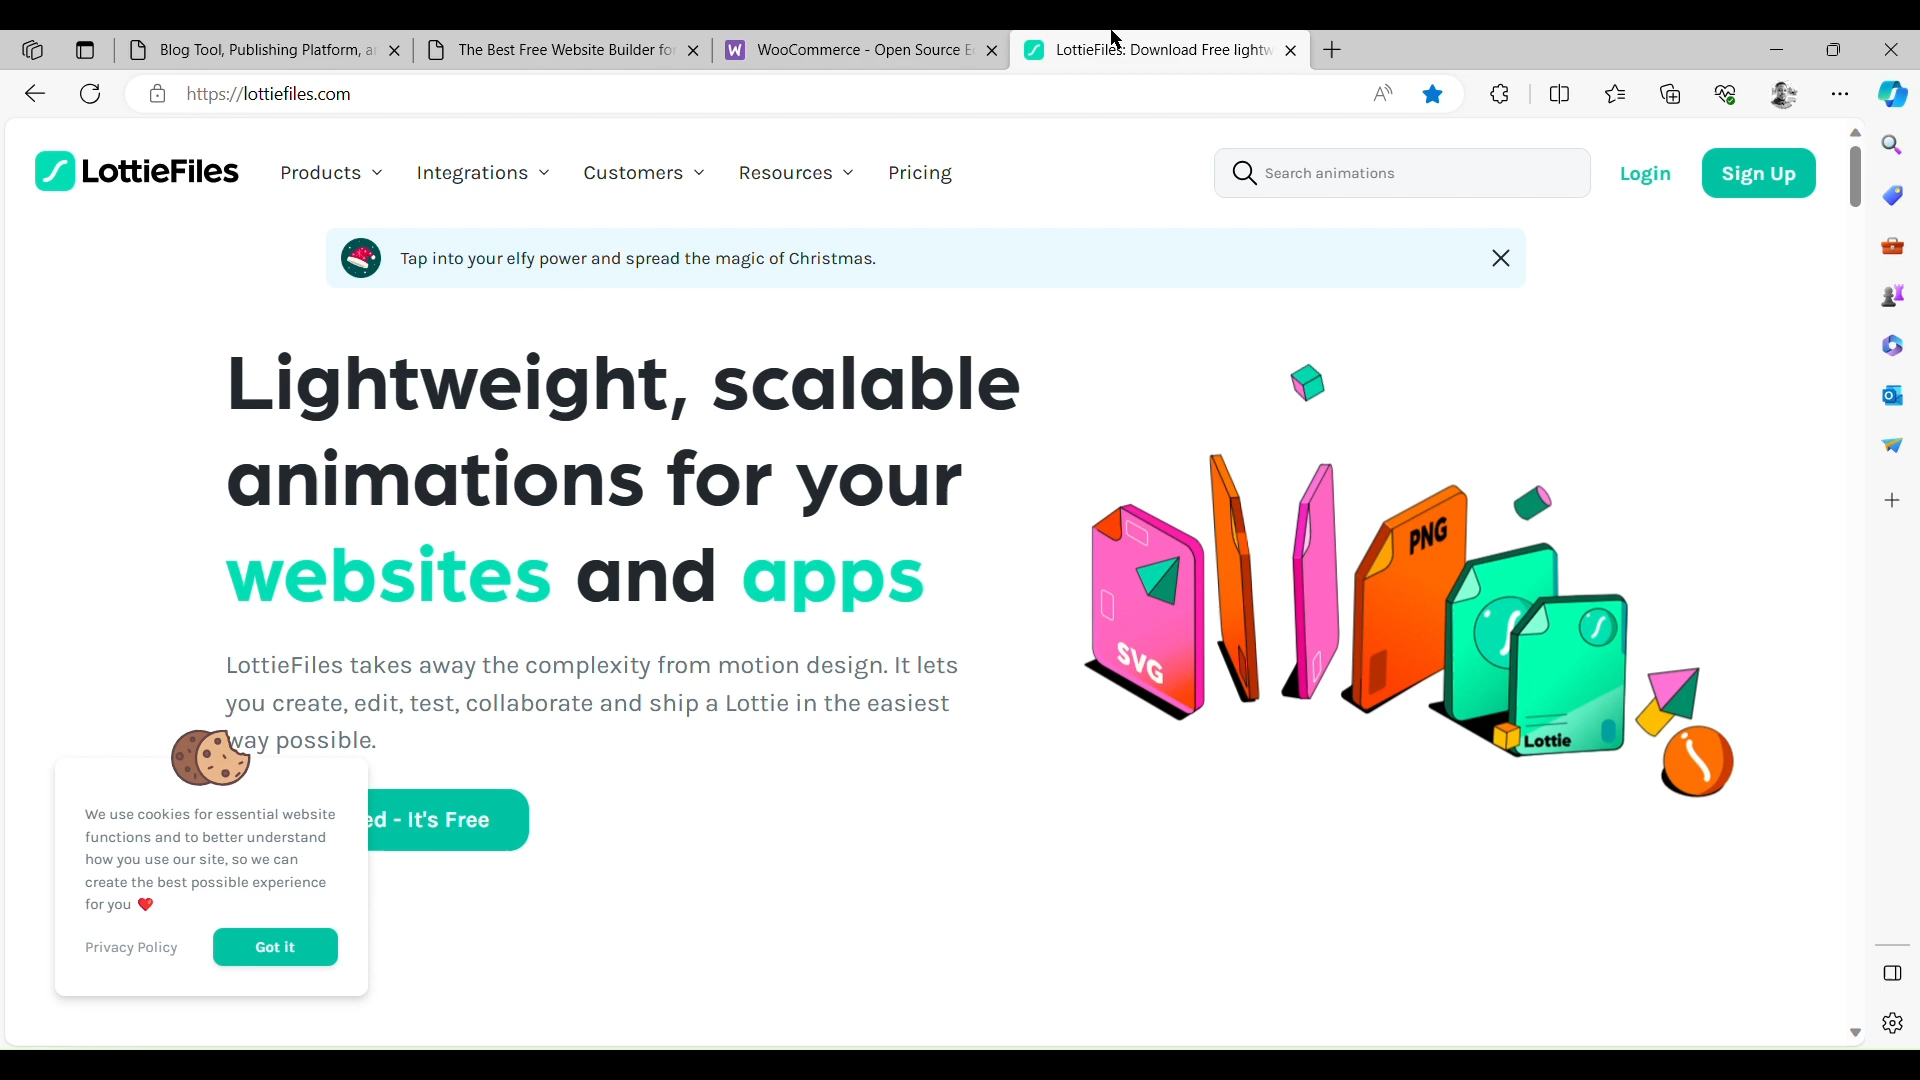 Blog Tool, Publishing Platform, a
The Best Free Website Builder for
WooCommerce - Open Source E
LottieFiles: Download Free lightw
https://lottiefiles.com
LottieFiles
Products
Integrations
Customers
Resources
Pricing
Search animations
Login
Sign Up
Tap into your elfy power and spread the magic of Christmas.
Lightweight, scalable
animations for your
websites and apps
LottieFiles takes away the complexity from motion design. It lets
you create, edit, test, collaborate and ship a Lottie in the easiest
way possible.
ed - It's Free
SVG
PNG
Lottie
We use cookies for essential website
functions and to better understand
how you use our site, so we can
create the best possible experience
for you ❤️
Privacy Policy
Got it